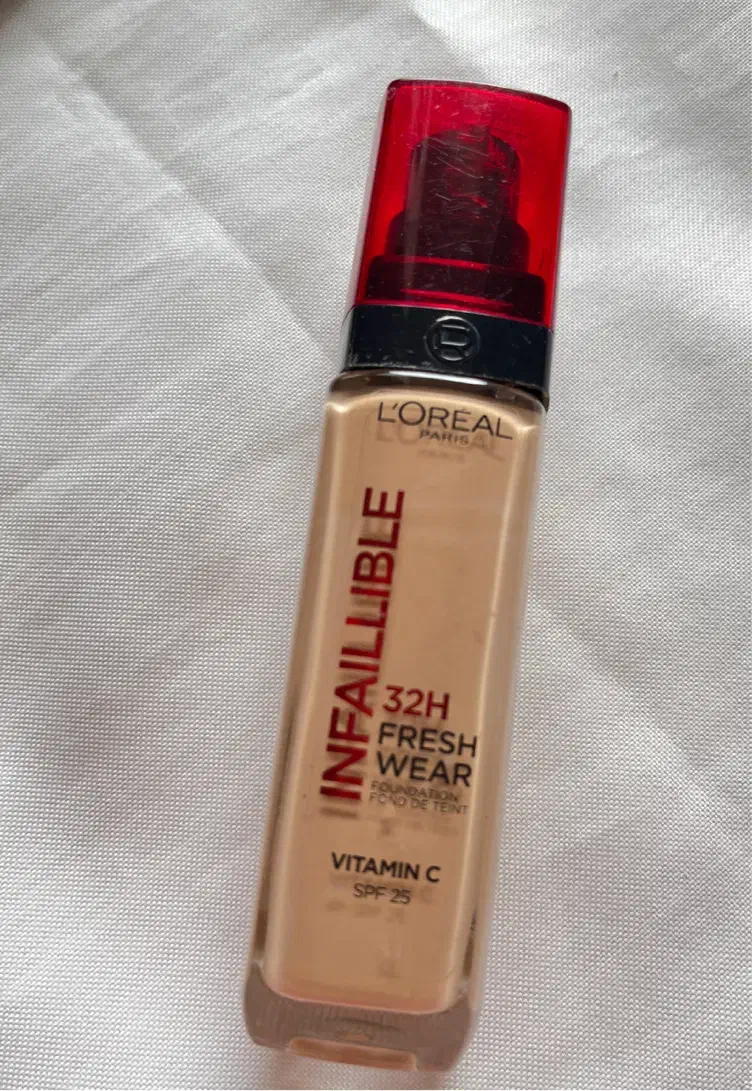 L'ORÉAL
PARIS
INFAILLIBLE
32H
FRESH
WEAR
FOUNDATION
FOND DE TEINT
VITAMIN C
SPF 25